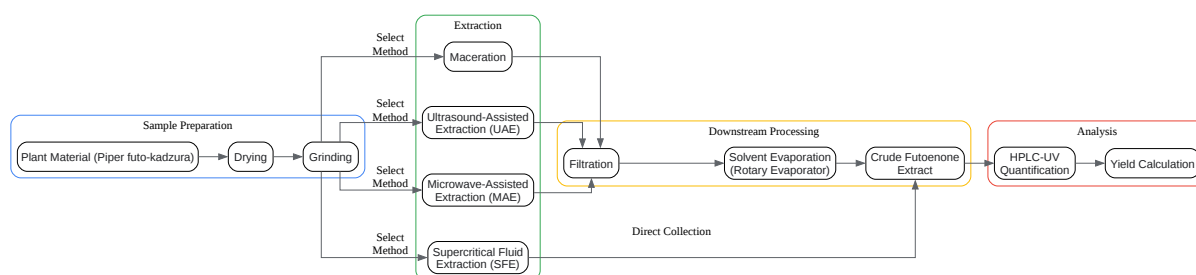 Extraction
Select
Method
Maceration
Select
Method
Ultrasound-Assisted
Extraction (UAE)
Sample Preparation
Plant Material (Piper futo-kadzura)
Drying
Grinding
Select
Method
Microwave-Assisted
Extraction (MAE)
Select
Method
Supercritical Fluid
Extraction (SFE)
Downstream Processing
Filtration
Solvent Evaporation
(Rotary Evaporator)
Crude Futoenone
Extract
Direct Collection
Analysis
HPLC-UV
Quantification
Yield Calculation